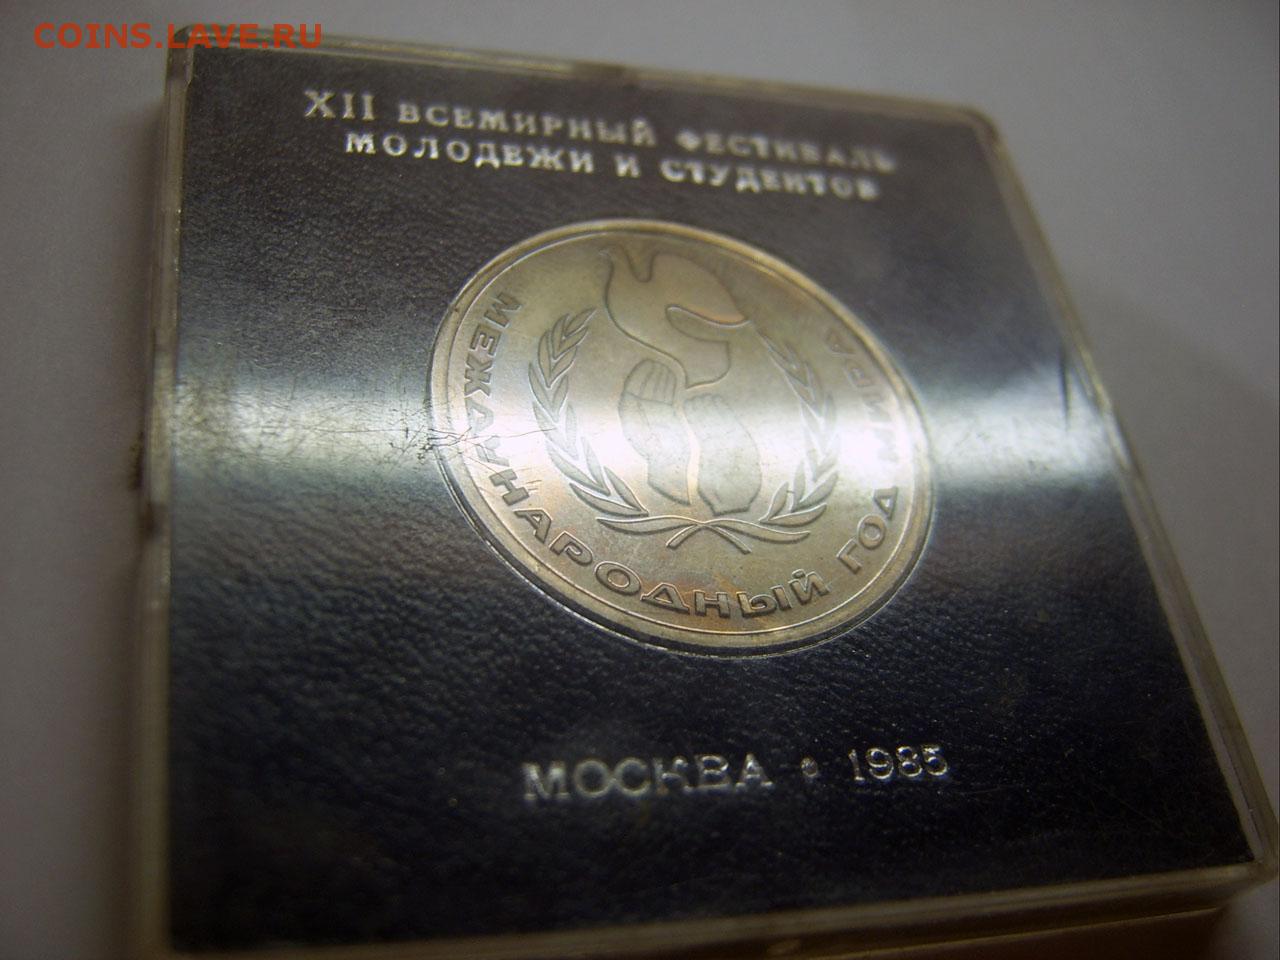 COINS.LAVE.RU
XII ВСЕМИРНЫЙ ФЕСТИВАЛЬ
МОЛОДЕЖИ И СТУДЕНТОВ
МЕЖДУНАРОДНЫЙ ГОД МИРА
МОСКВА • 1985